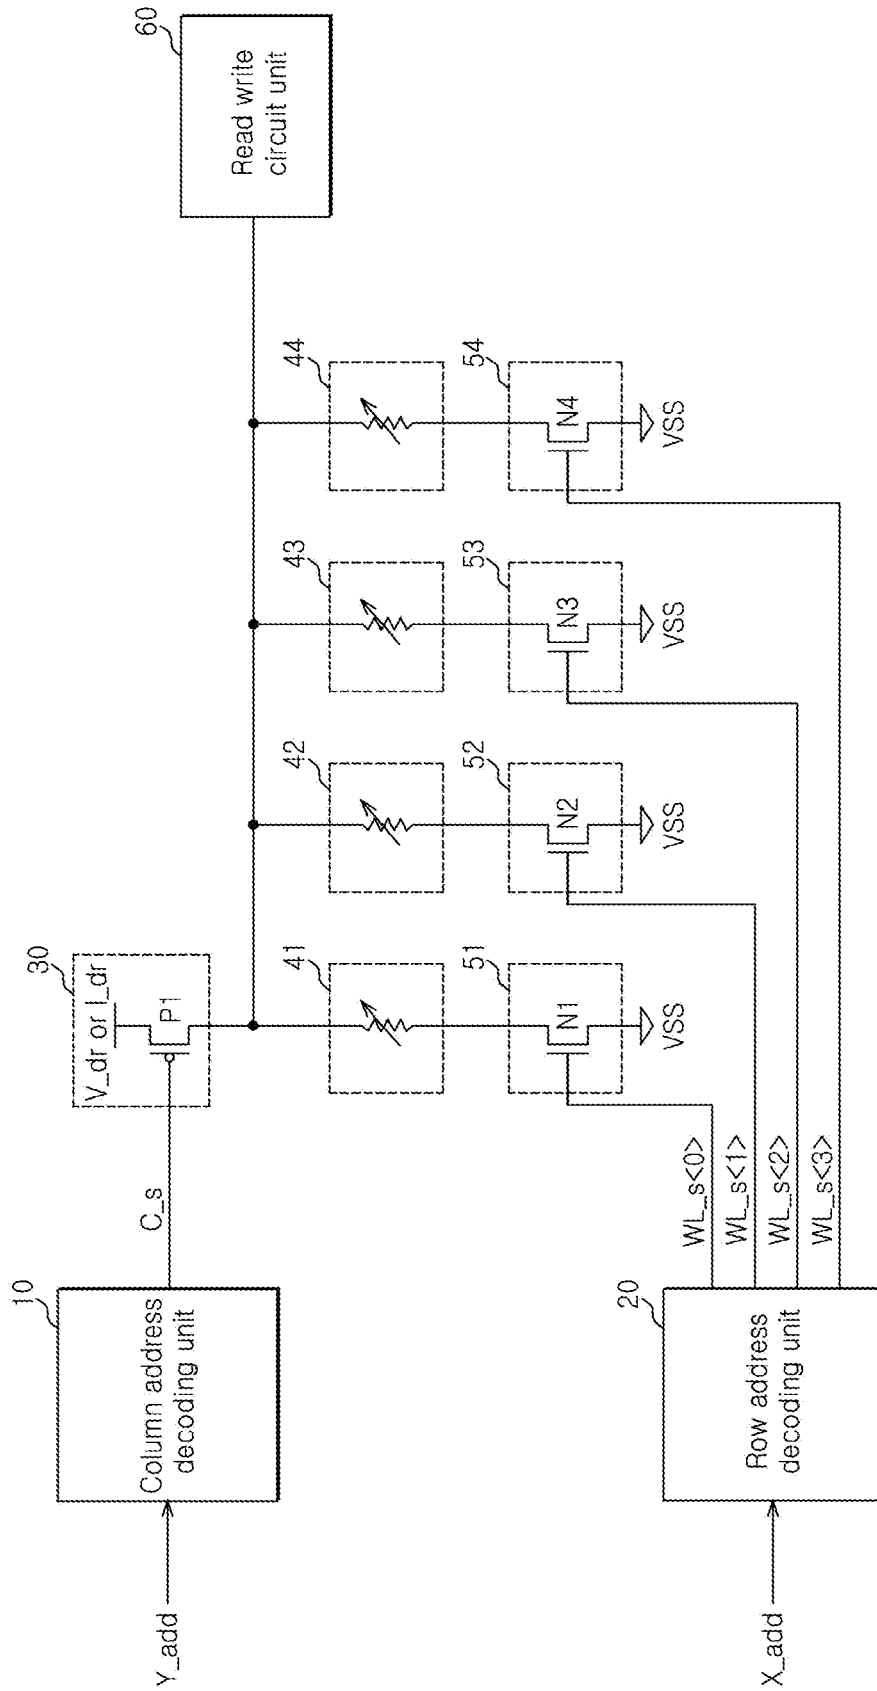 60
Read write
circuit unit
30
V_dr or I_dr
P1
10
Column address
decoding unit
Y_add
C_s
41
42
43
44
51
N1
VSS
52
N2
VSS
53
N3
VSS
54
N4
VSS
WL_s<0>
WL_s<1>
WL_s<2>
WL_s<3>
20
Row address
decoding unit
X_add